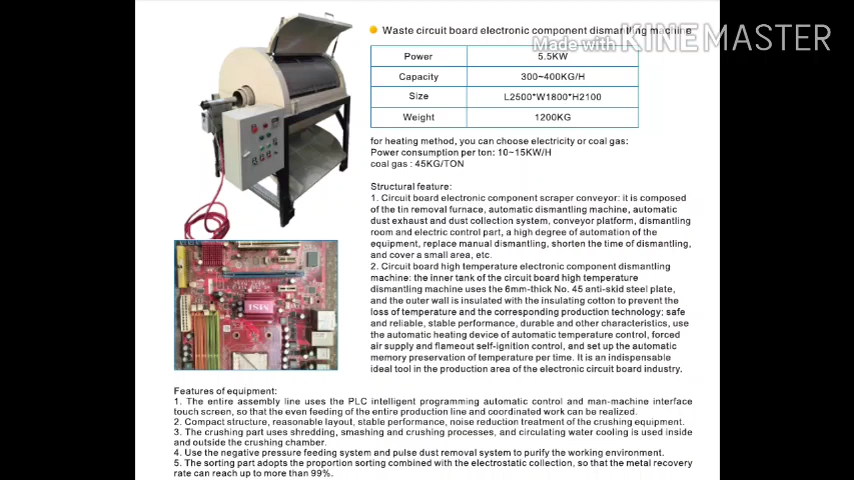 Waste circuit board electronic component dismantling machine
Made with KINEMASTER
Power 5.5KW
Capacity 300~400KG/H
Size L2500*W1800*H2100
Weight 1200KG
for heating method, you can choose electricity or coal gas:
Power consumption per ton: 10~15KW/H
coal gas : 45KG/TON
Structural feature:
1. Circuit board electronic component scraper conveyor: it is composed
of the tin removal furnace, automatic dismantling machine, automatic
dust exhaust and dust collection system, conveyor platform, dismantling
room and electric control part, a high degree of automation of the
equipment, replace manual dismantling, shorten the time of dismantling,
and cover a small area, etc.
2. Circuit board high temperature electronic component dismantling
machine: the inner tank of the circuit board high temperature
dismantling machine uses the 6mm-thick No. 45 anti-skid steel plate,
and the outer wall is insulated with the insulating cotton to prevent the
loss of temperature and the corresponding production technology; safe
and reliable, stable performance, durable and other characteristics, use
the automatic heating device of automatic temperature control, forced
air supply and flameout self-ignition control, and set up the automatic
memory preservation of temperature per time. It is an indispensable
ideal tool in the production area of the electronic circuit board industry.
MSI
Features of equipment:
1. The entire assembly line uses the PLC intelligent programming automatic control and man-machine interface
touch screen, so that the even feeding of the entire production line and coordinated work can be realized.
2. Compact structure, reasonable layout, stable performance, noise reduction treatment of the crushing equipment.
3. The crushing part uses shredding, smashing and crushing processes, and circulating water cooling is used inside
and outside the crushing chamber.
4. Use the negative pressure feeding system and pulse dust removal system to purify the working environment.
5. The sorting part adopts the proportion sorting combined with the electrostatic collection, so that the metal recovery
rate can reach up to more than 99%.